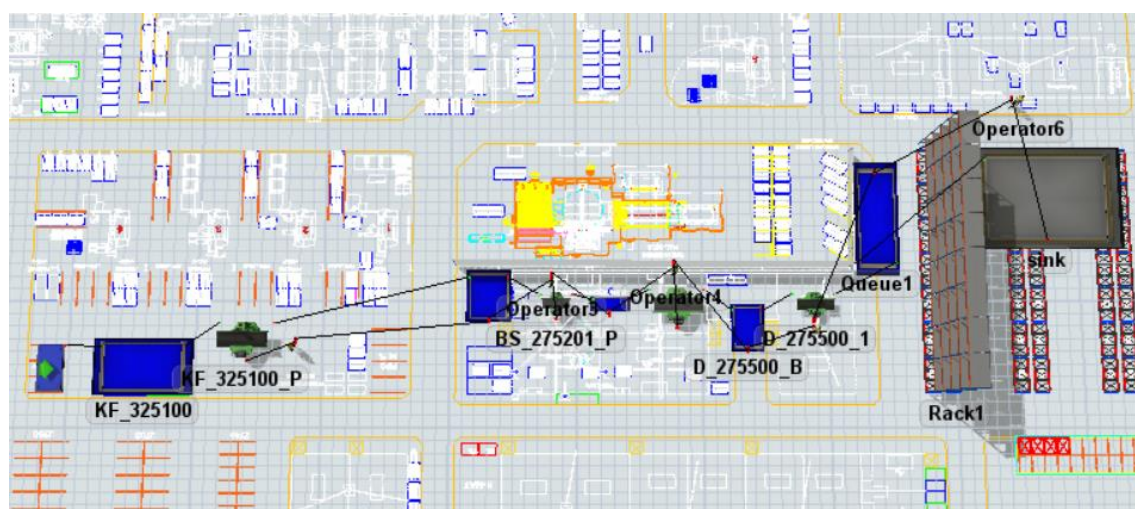 Operator6
sink
Queue1
Operator3
Operator4
BS_275201_P
D_275500_1
D_275500_B
KF_325100_P
KF_325100
Rack1